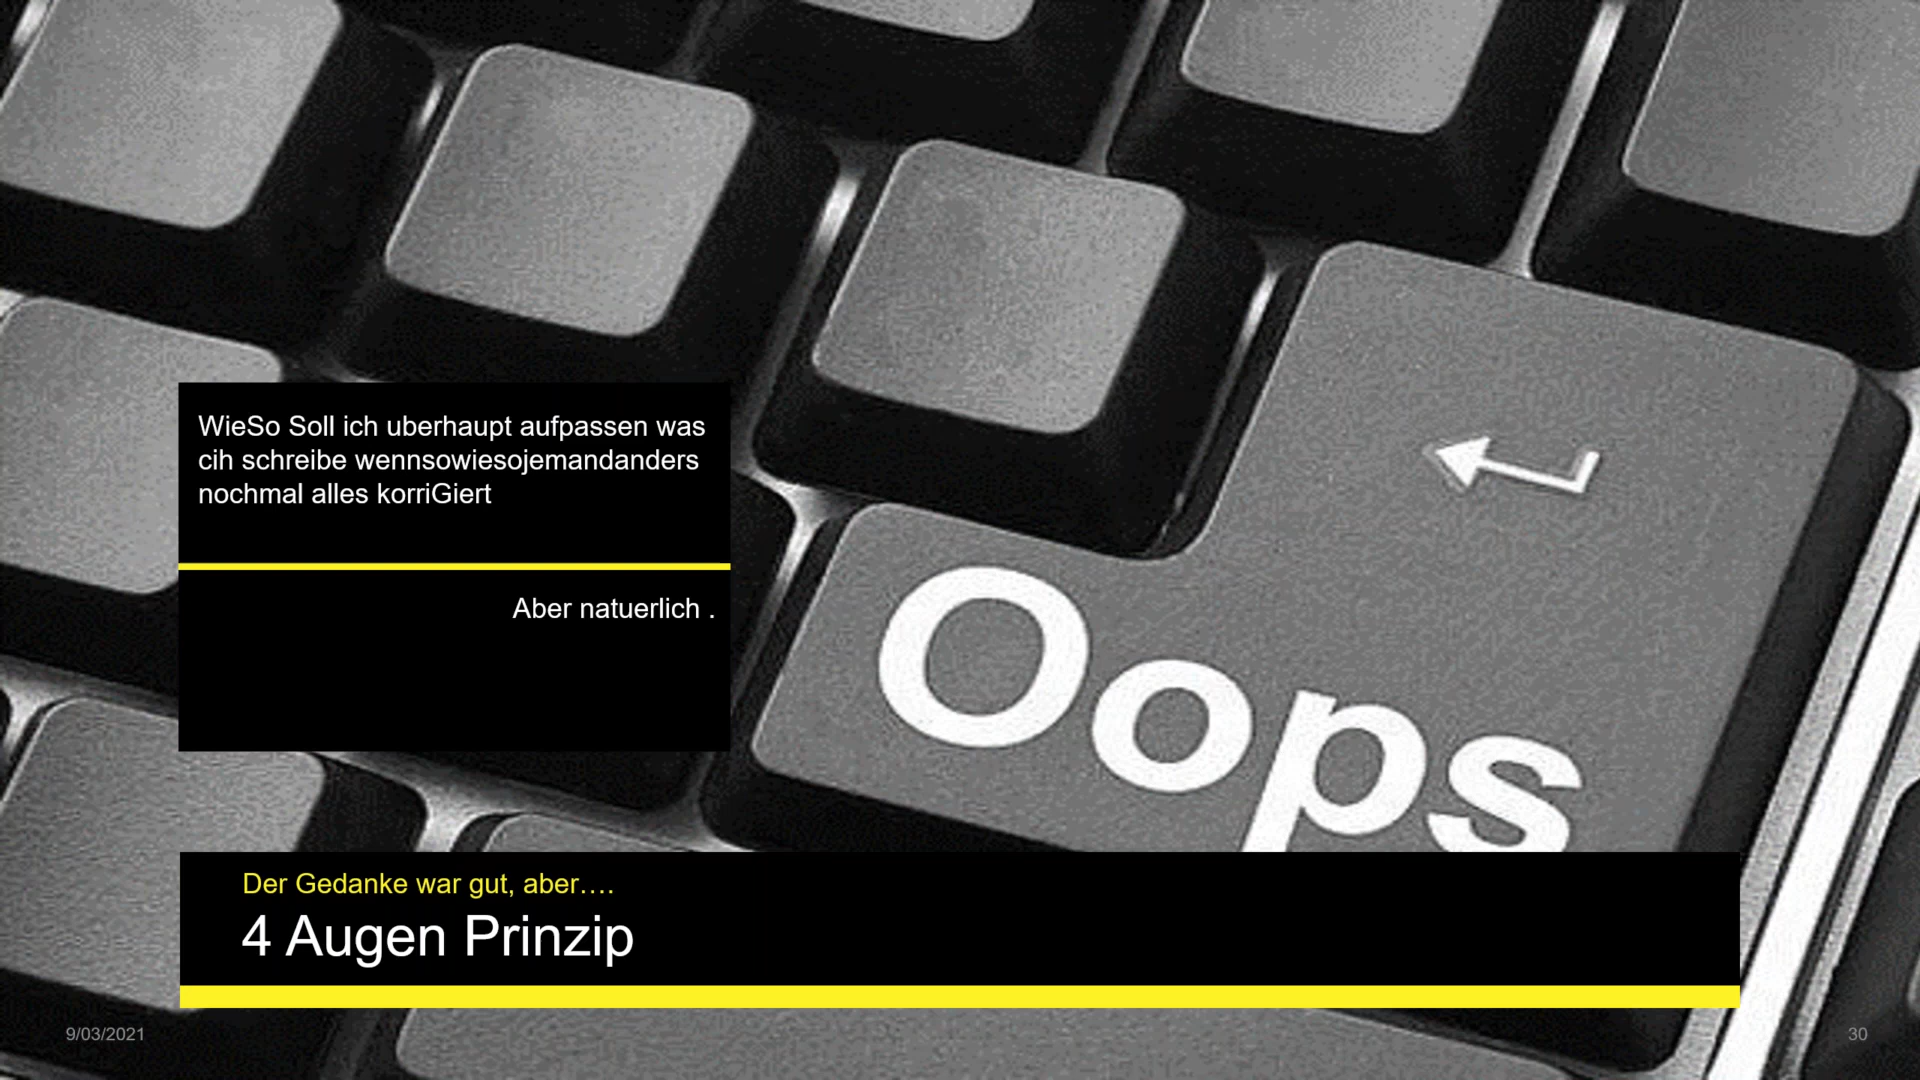 WieSo Soll ich uberhaupt aufpassen was
cih schreibe wennsowiesojemandanders
nochmal alles korriGiert
Aber natuerlich .
Oops
Der Gedanke war gut, aber….
4 Augen Prinzip
9/03/2021
30